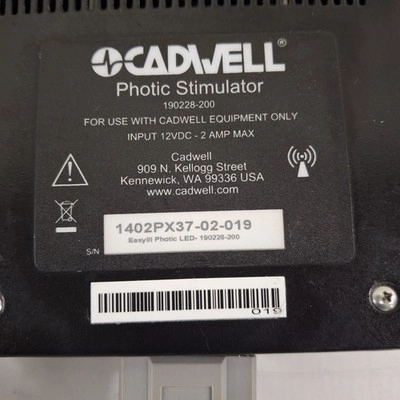 CADWELL®
Photic Stimulator
190228-200
FOR USE WITH CADWELL EQUIPMENT ONLY
INPUT 12VDC - 2 AMP MAX
Cadwell
909 N. Kellogg Street
Kennewick, WA 99336 USA
www.cadwell.com
S/N 1402PX37-02-019
EasyIII Photic LED- 190228-200
019